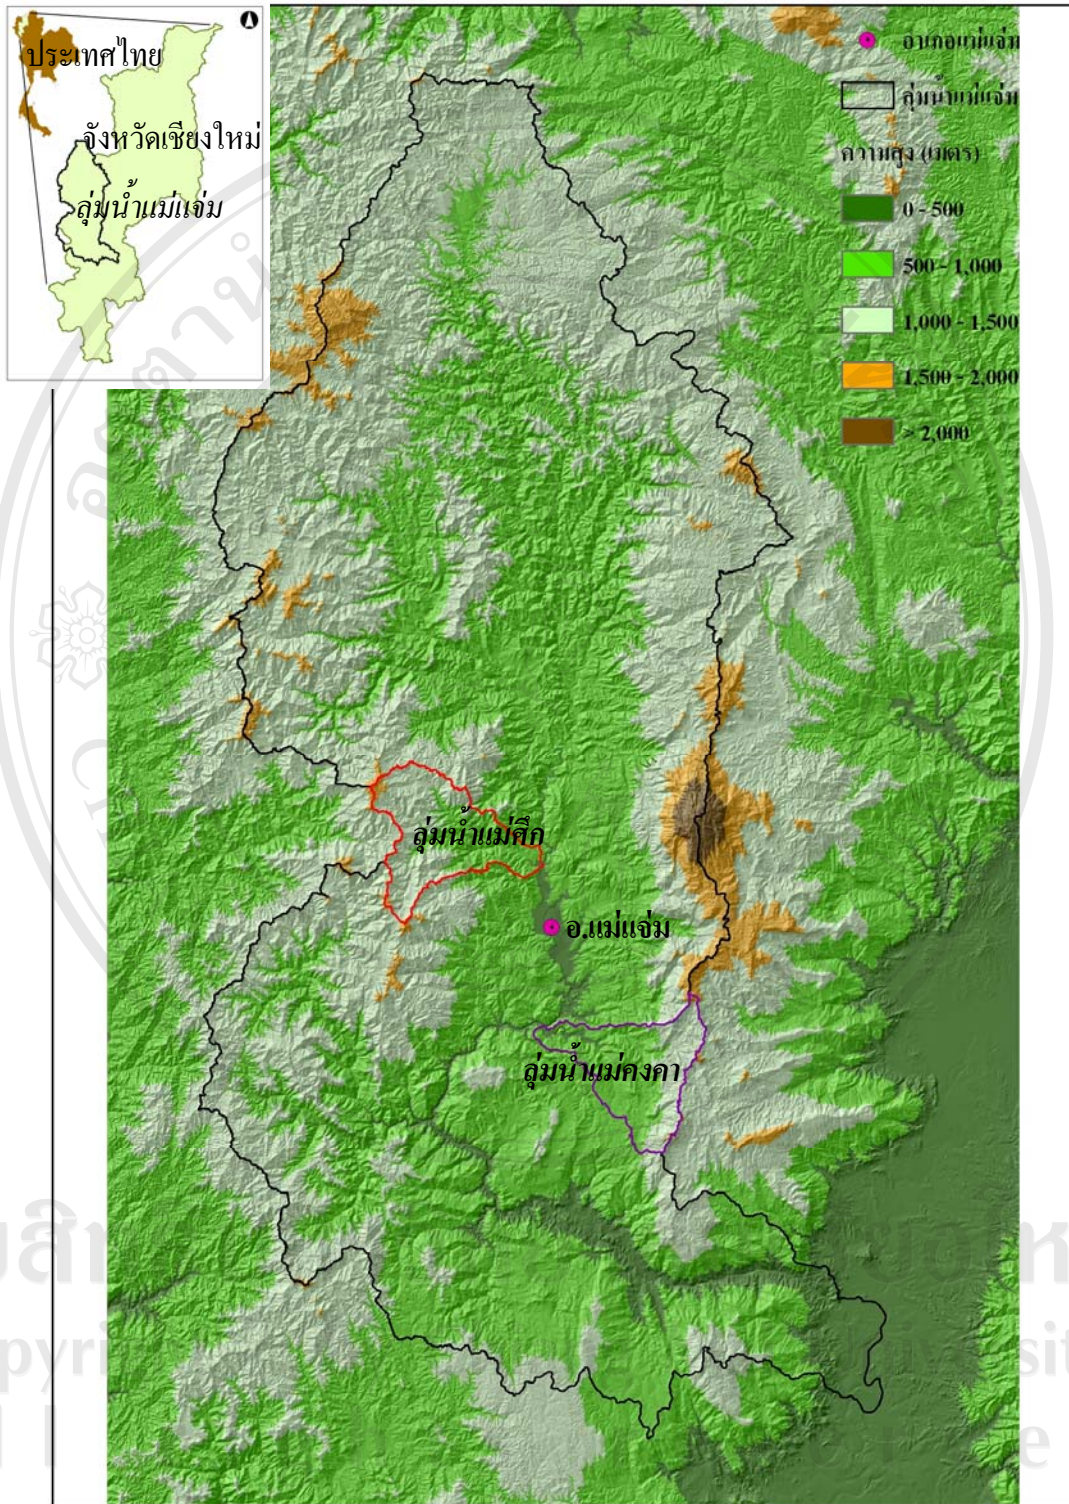 ประเทศไทย
จังหวัดเชียงใหม่
ลุ่มน้ำแม่แจ่ม
อำเภอแม่แจ่ม
ลุ่มน้ำแม่แจ่ม
ความสูง (เมตร)
0 - 500
500 - 1,000
1,000 - 1,500
1,500 - 2,000
> 2,000
ลุ่มน้ำแม่ศึก
อ.แม่แจ่ม
ลุ่มน้ำแม่คงคา